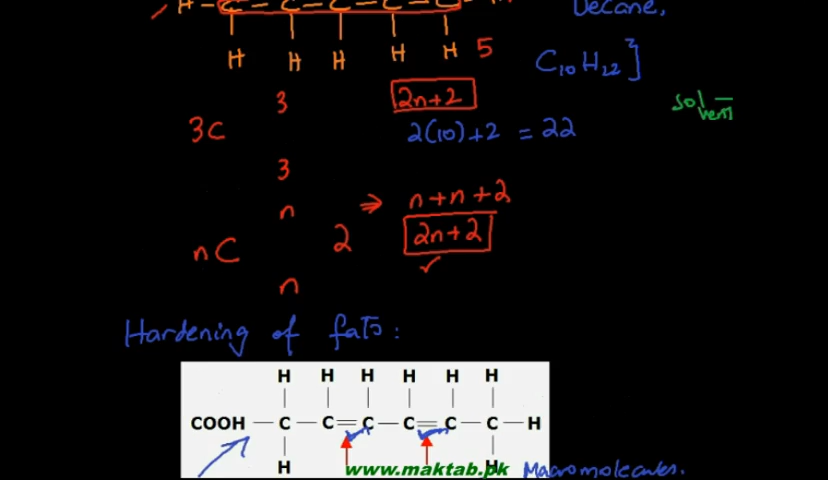 H - C - C - C - C - C - H
Decane,
H H H H H 5
C10H22]
3
2n+2
sol-
vent
3C
2(10)+2 = 22
3
n
⇒ n+n+2
nC
2
2n+2
✓
n
Hardening of fats:
H H H H H H
COOH — C — C = C — C = C — C — H
H H
www.maktab.pk
Macromolecules.